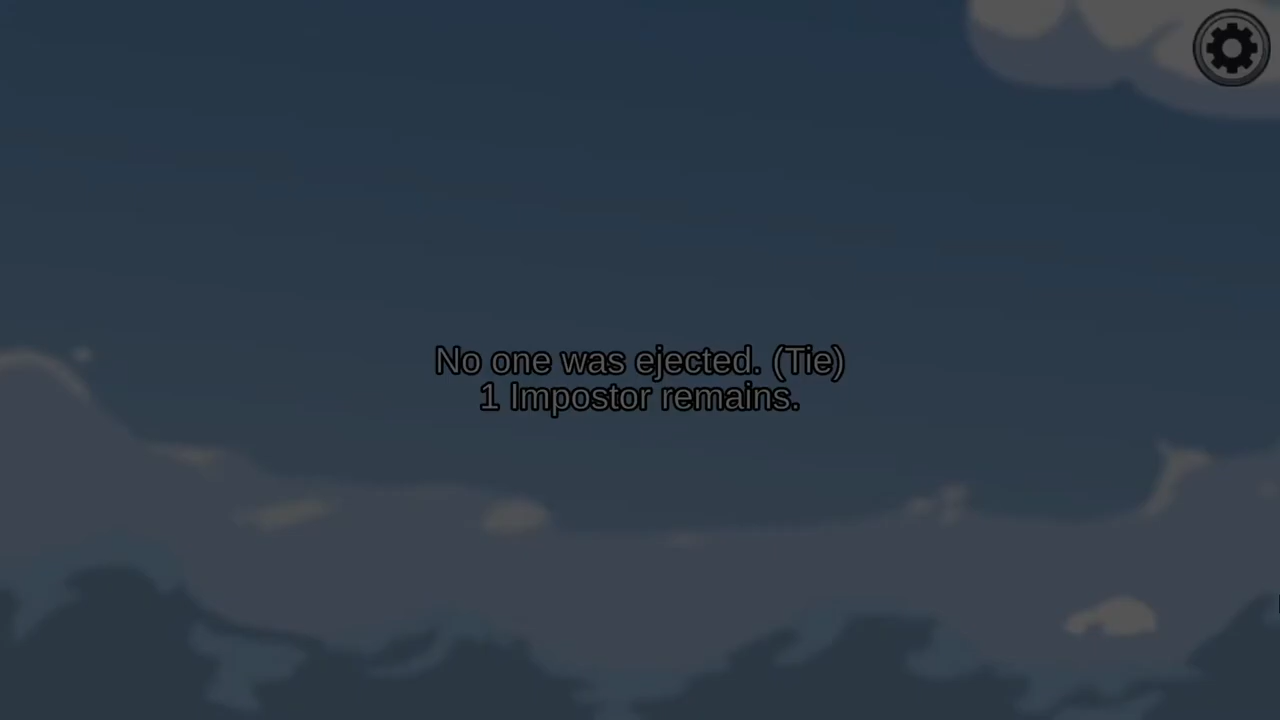 No one was ejected. (Tie)
1 Impostor remains.